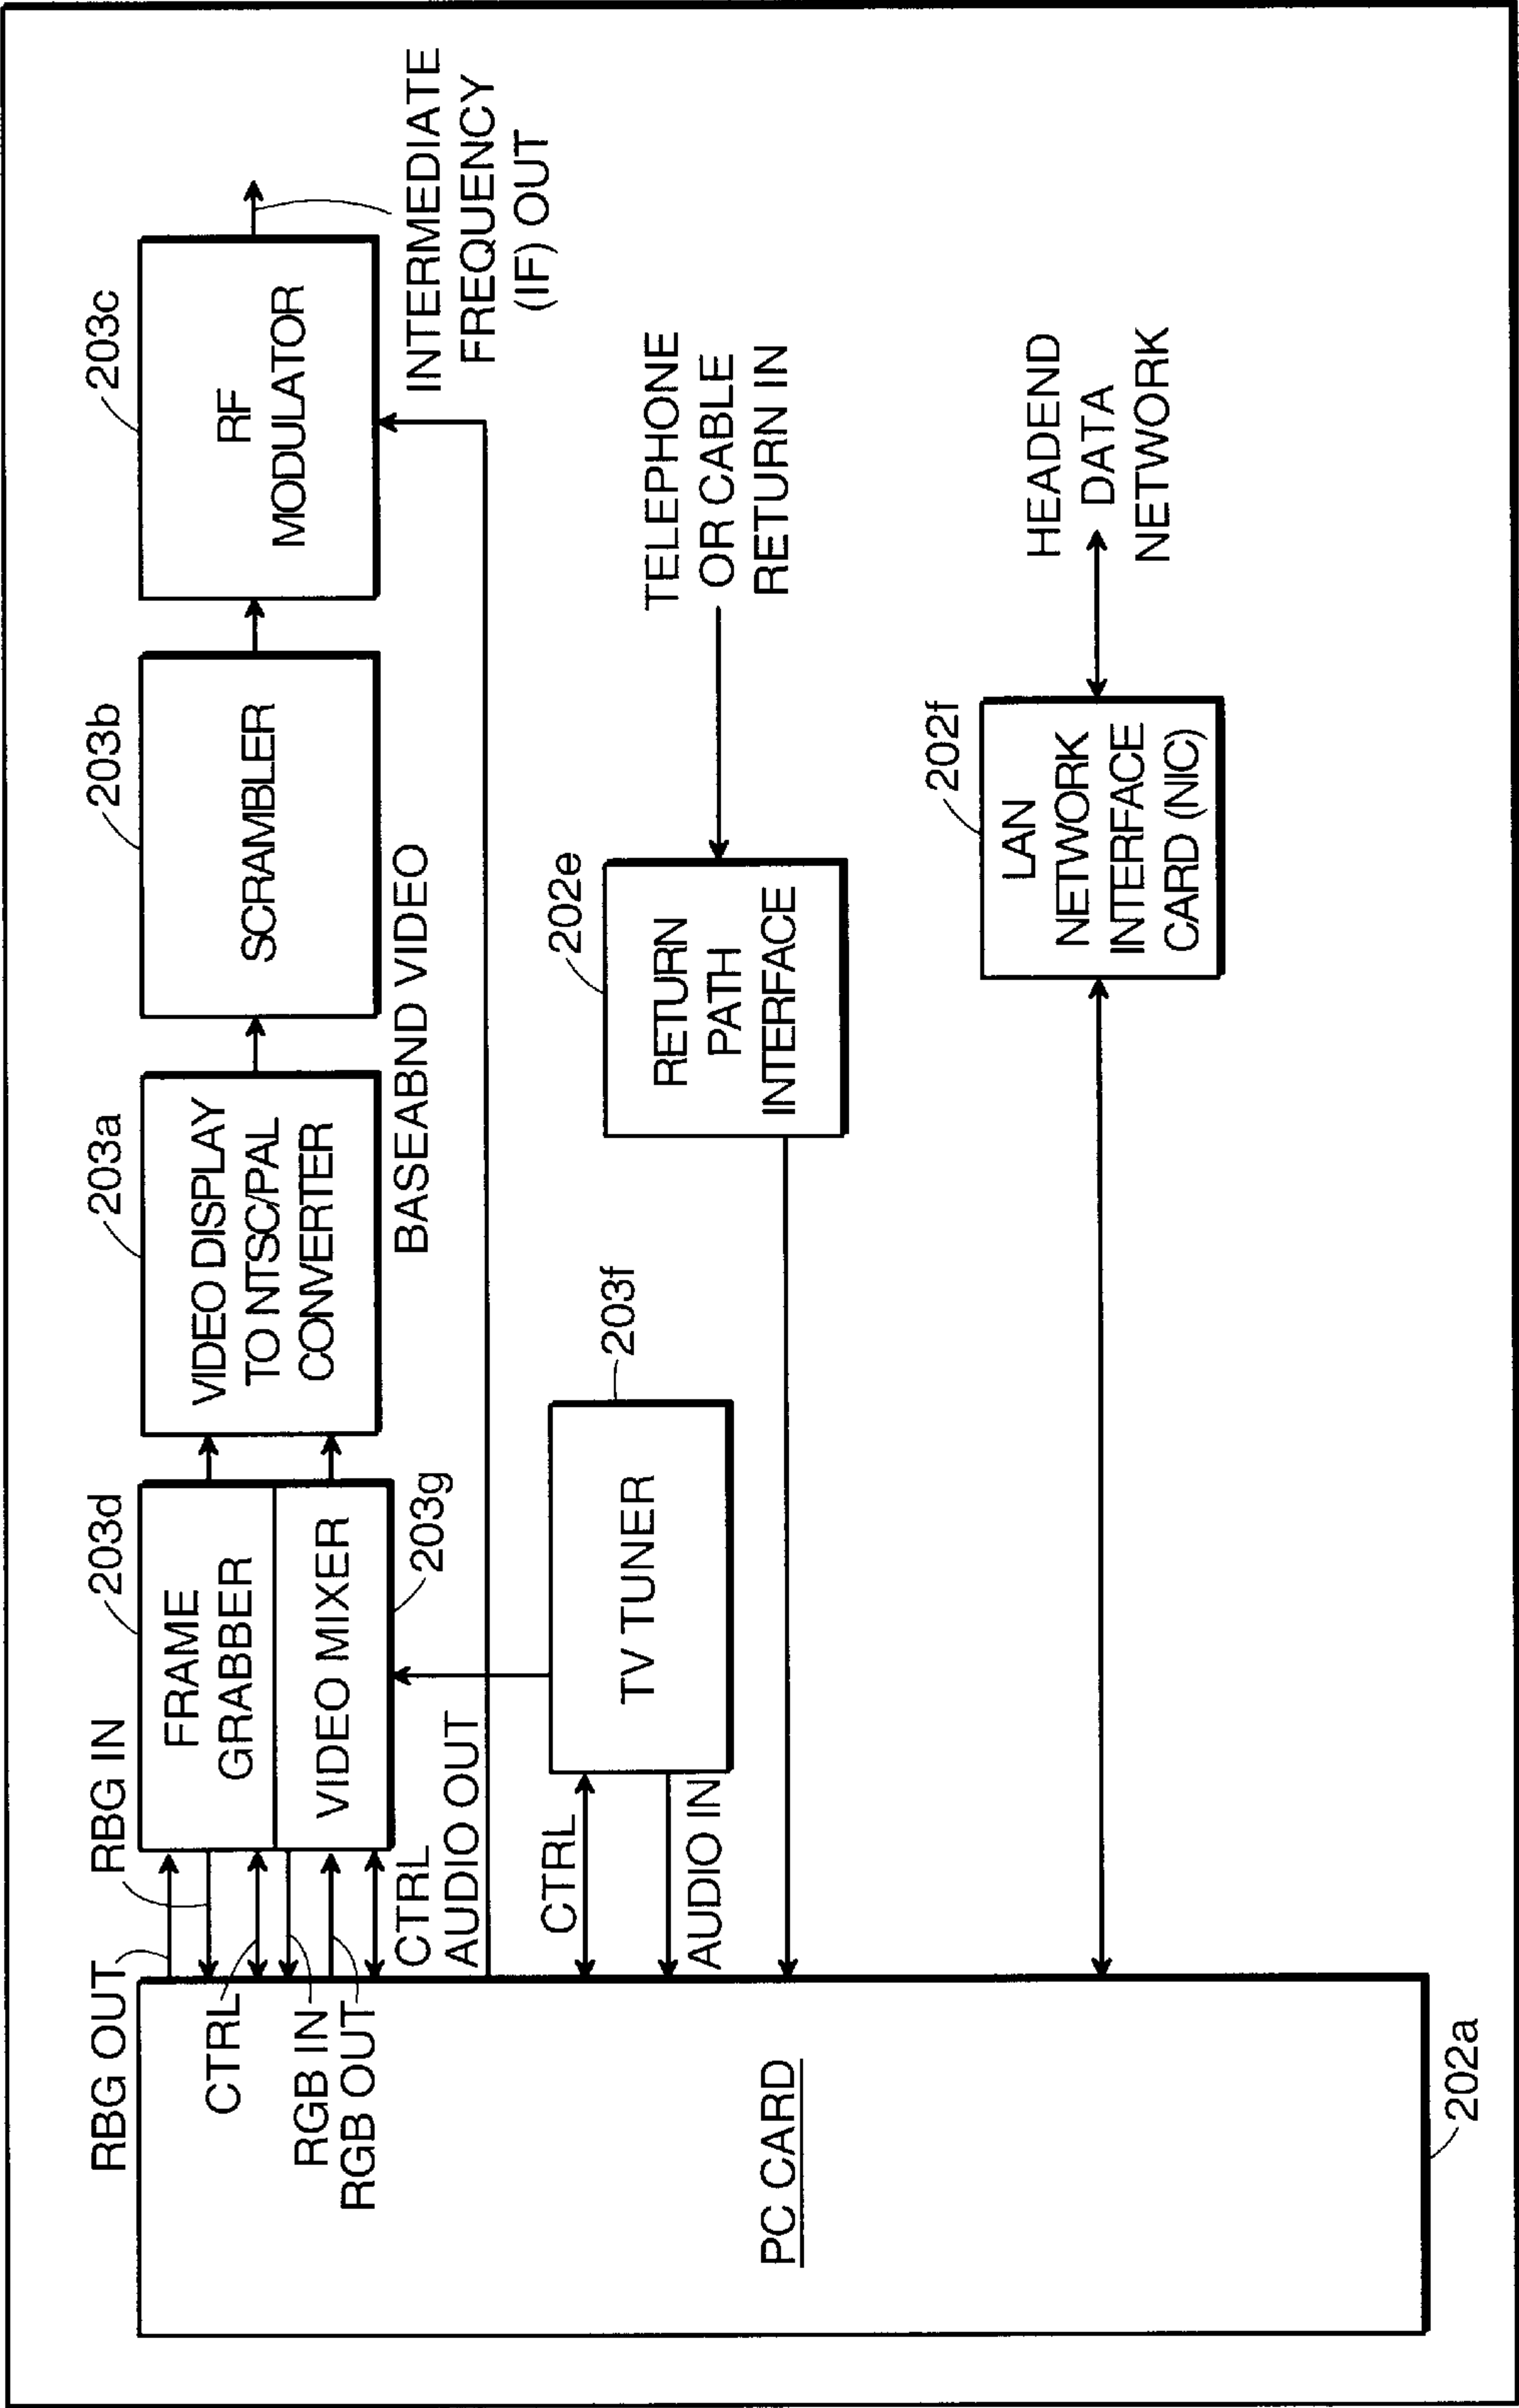 203d
203a
203b
203c
RBG OUT
RBG IN
FRAME
GRABBER
VIDEO MIXER
203g
VIDEO DISPLAY
TO NTSC/PAL
CONVERTER
SCRAMBLER
RF
MODULATOR
CTRL
RGB IN
RGB OUT
CTRL
AUDIO OUT
BASEABND VIDEO
INTERMEDIATE
FREQUENCY
(IF) OUT
CTRL
AUDIO IN
TV TUNER
203f
202e
RETURN
PATH
INTERFACE
TELEPHONE
OR CABLE
RETURN IN
PC CARD
202f
LAN
NETWORK
INTERFACE
CARD (NIC)
HEADEND
DATA
NETWORK
202a